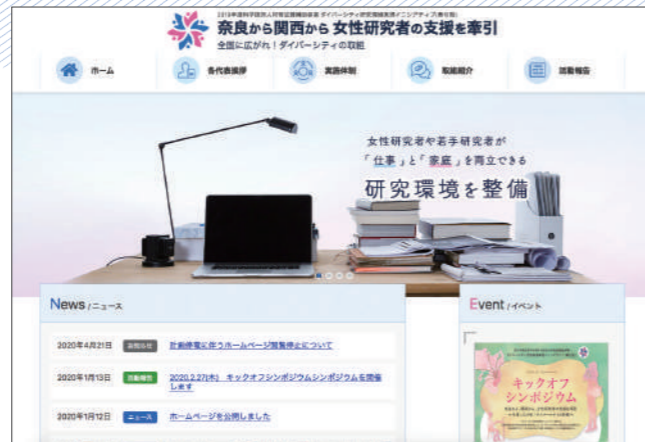 奈良から関西から 女性研究者の支援を牽引
全国に広がれ！ダイバーシティの取組
ホーム
各代表挨拶
実施体制
取組紹介
活動報告
女性研究者や若手研究者が
「仕事」と「家庭」を両立できる
研究環境を整備
News / ニュース
2020年4月21日 お知らせ 計画停電に伴うホームページ閲覧停止について
2020年1月13日 活動報告 2020.2.27(木) キックオフシンポジウムシンポジウムを開催
します
2020年1月12日 ニュース ホームページを公開しました
Event / イベント
キックオフ
シンポジウム